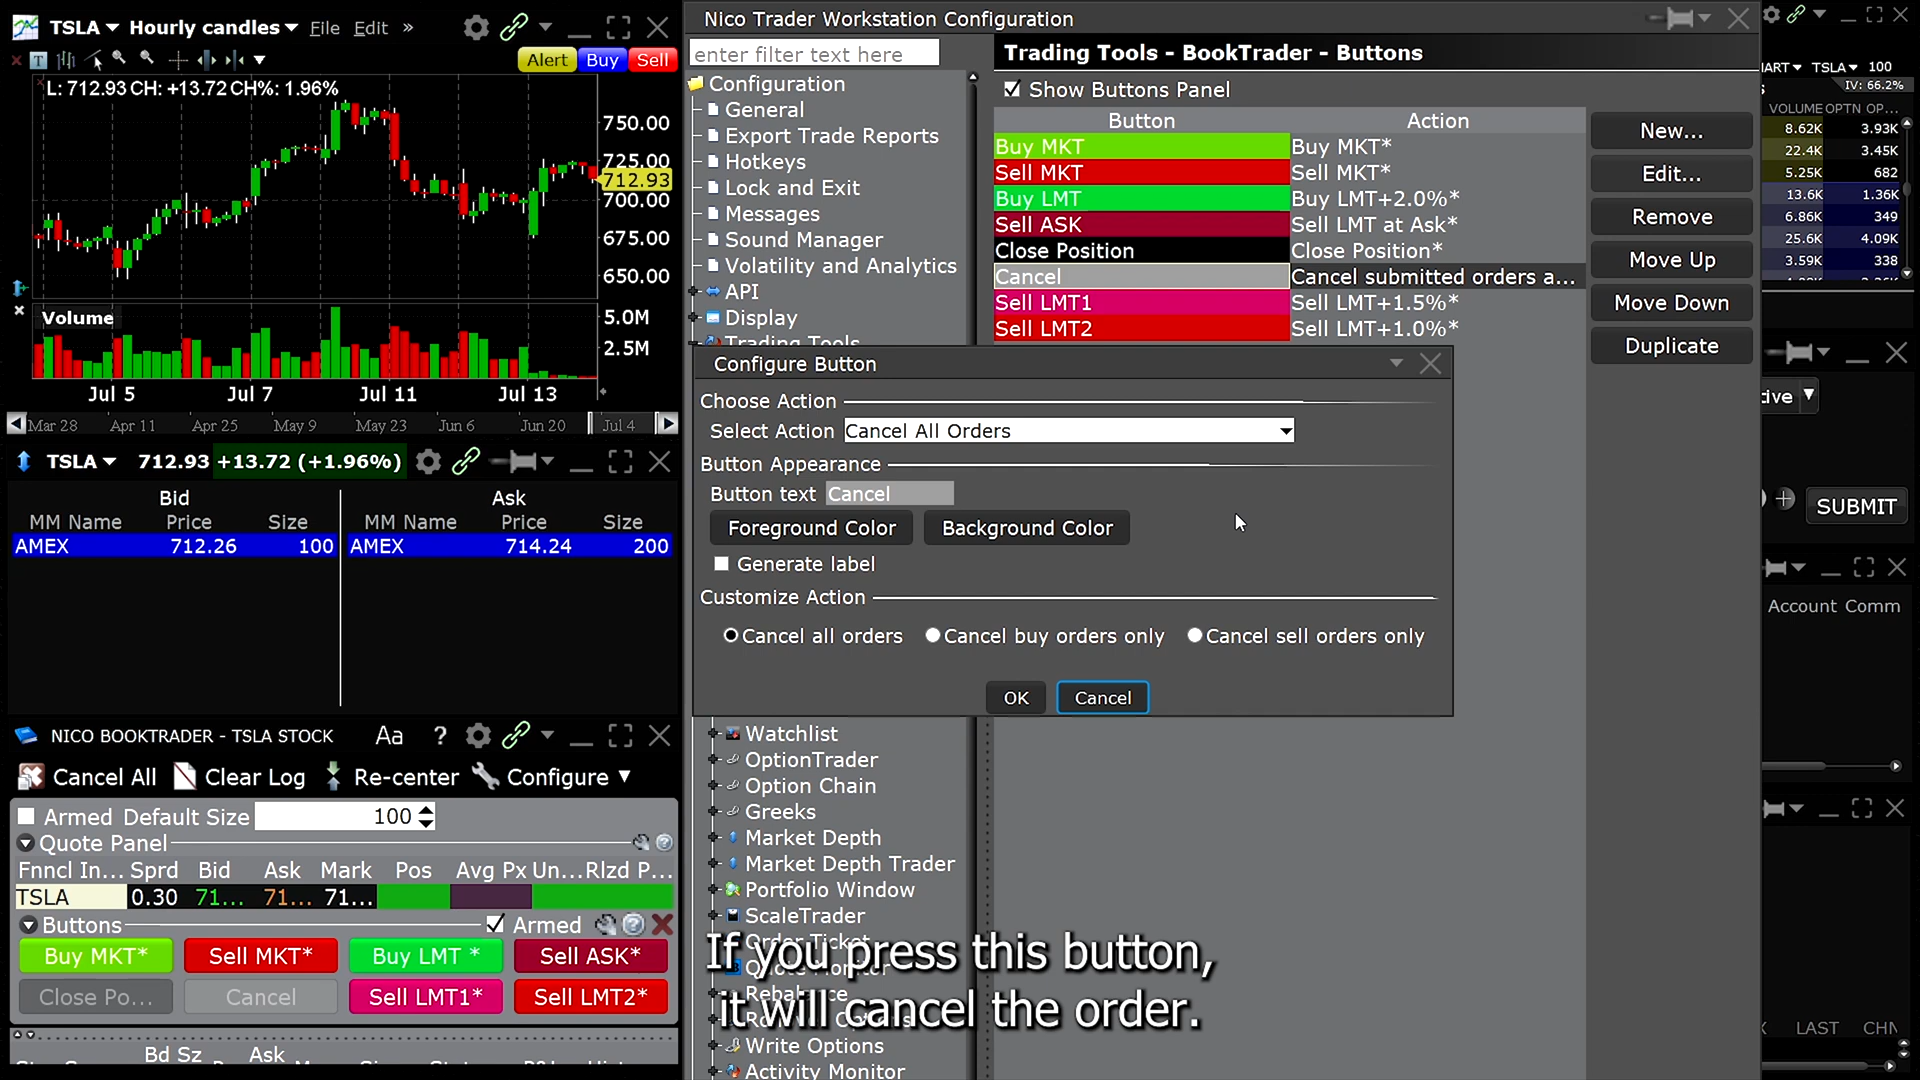 TSLA Hourly candles File Edit »
Alert Buy Sell
L: 712.93 CH: +13.72 CH%: 1.96%
750.00
725.00
712.93
700.00
675.00
650.00
Volume
5.0M
2.5M
Jul 5 Jul 7 Jul 11 Jul 13
Mar 28 Apr 11 Apr 25 May 9 May 23 Jun 6 Jun 20 Jul 4
TSLA 712.93 +13.72 (+1.96%)
Bid Ask
MM Name Price Size MM Name Price Size
AMEX 712.26 100 AMEX 714.24 200
NICO BOOKTRADER - TSLA STOCK Aa ?
Cancel All Clear Log Re-center Configure
Armed Default Size 100
Quote Panel
Fnncl In... Sprd Bid Ask Mark Pos Avg Px Un... Rlzd P...
TSLA 0.30 71... 71... 71...
Buttons Armed
Buy MKT* Sell MKT* Buy LMT * Sell ASK*
Close Po... Cancel Sell LMT1* Sell LMT2*
Bd Sz Ask
Nico Trader Workstation Configuration
enter filter text here
Configuration
General
Export Trade Reports
Hotkeys
Lock and Exit
Messages
Sound Manager
Volatility and Analytics
API
Display
Trading Tools
Trading Tools - BookTrader - Buttons
Show Buttons Panel
Button Action
Buy MKT Buy MKT*
Sell MKT Sell MKT*
Buy LMT Buy LMT+2.0%*
Sell ASK Sell LMT at Ask*
Close Position Close Position*
Cancel Cancel submitted orders a...
Sell LMT1 Sell LMT+1.5%*
Sell LMT2 Sell LMT+1.0%*
New...
Edit...
Remove
Move Up
Move Down
Duplicate
Configure Button
Choose Action
Select Action Cancel All Orders
Button Appearance
Button text Cancel
Foreground Color Background Color
Generate label
Customize Action
Cancel all orders Cancel buy orders only Cancel sell orders only
OK Cancel
Watchlist
OptionTrader
Option Chain
Greeks
Market Depth
Market Depth Trader
Portfolio Window
ScaleTrader
Order Ticket
Quote Monitor
Rebalance
Write Options
Activity Monitor
If you press this button,
it will cancel the order.
TSLA 100
IV: 66.2%
VOLUME OPTN OP...
8.62K 3.93K
22.4K 3.45K
5.25K 682
13.6K 1.36K
6.86K 349
25.6K 4.09K
3.59K 338
SUBMIT
Account Comm
LAST CHN